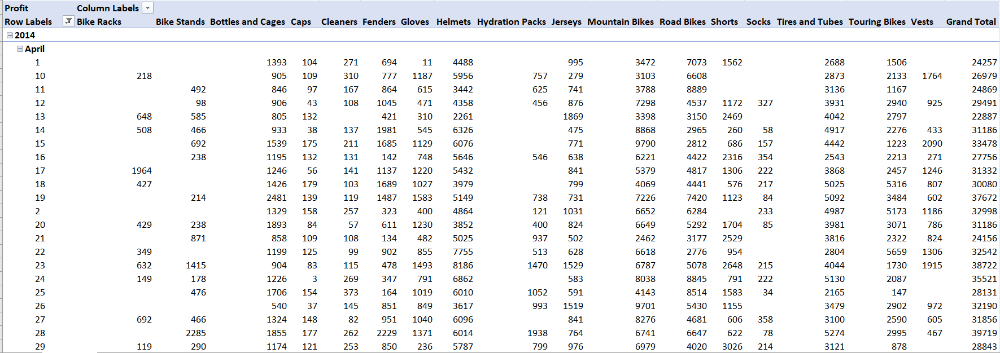 Profit Column Labels
Row Labels Bike Racks Bike Stands Bottles and Cages Caps Cleaners Fenders Gloves Helmets Hydration Packs Jerseys Mountain Bikes Road Bikes Shorts Socks Tires and Tubes Touring Bikes Vests Grand Total
2014
April
1 1393 104 271 694 11 4488 995 3472 7073 1562 2688 1506 24257
10 218 905 109 310 777 1187 5956 757 279 3103 6608 2873 2133 1764 26979
11 492 846 97 167 864 615 3442 625 741 3788 8889 3136 1167 24869
12 98 906 43 108 1045 471 4358 456 876 7298 4537 1172 327 3931 2940 925 29491
13 648 585 805 132 421 310 2261 1869 3398 3150 2469 4042 2797 22887
14 508 466 933 38 137 1981 545 6326 475 8868 2965 260 58 4917 2276 433 31186
15 692 1539 175 211 1685 1129 6076 771 9790 2812 686 157 4442 1223 2090 33478
16 238 1195 132 131 142 748 5646 546 638 6221 4422 2316 354 2543 2213 271 27756
17 1964 1246 56 141 1137 1220 5432 841 5379 4817 1306 222 3868 2457 1246 31332
18 427 1426 179 103 1689 1027 3979 799 4069 4441 576 217 5025 5316 807 30080
19 214 2481 139 119 1487 1583 5149 738 731 7226 7420 1123 84 5092 3484 602 37672
2 1329 158 257 323 400 4864 121 1031 6652 6284 233 4987 5173 1186 32998
20 429 238 1893 84 57 611 1230 3852 400 824 6649 5292 1704 85 3981 3071 786 31186
21 871 858 109 108 134 482 5025 937 502 2462 3177 2529 3816 2322 824 24156
22 349 1199 125 99 902 855 7755 513 628 6618 2776 954 2804 5659 1306 32542
23 632 1415 904 83 115 478 1493 8186 1470 1529 6787 5078 2648 215 4044 1730 1915 38722
24 149 178 1226 3 269 347 791 6862 583 8038 8845 791 222 5130 2087 35521
25 476 1706 154 373 164 1019 6010 1052 591 4143 8514 1583 34 2165 147 28131
26 540 37 145 851 849 3617 993 1519 9701 5430 1155 3479 2902 972 32190
27 692 466 1324 148 82 951 1040 6096 841 8276 4681 606 358 3100 2590 605 31856
28 2285 1855 177 262 2229 1371 6014 1938 764 6741 6647 622 78 5274 2995 467 39719
29 119 290 1174 121 253 850 236 5787 799 976 6979 4020 3026 214 3121 878 28843